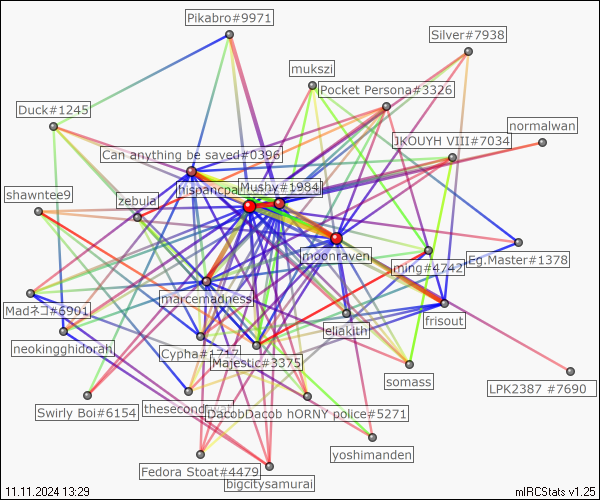 Pikabro#9971
Silver#7938
mukszi
Pocket Persona#3326
Duck#1245
normalwan
JKOUYH VIII#7034
Can anything be saved#0396
hispancpa
Mushy#1984
shawntee9
zebula
moonraven
Eg.Master#1378
ming#4742
Madネコ#6901
marcemadness
frisout
eliakith
neokingghidorah
Cypha#1717
Majestic#3375
somass
LPK2387 #7690
Swirly Boi#6154
DacobDacob hORNY police#5271
yoshimanden
Fedora Stoat#4479
bigcitysamurai
11.11.2024 13:29
mIRCStats v1.25